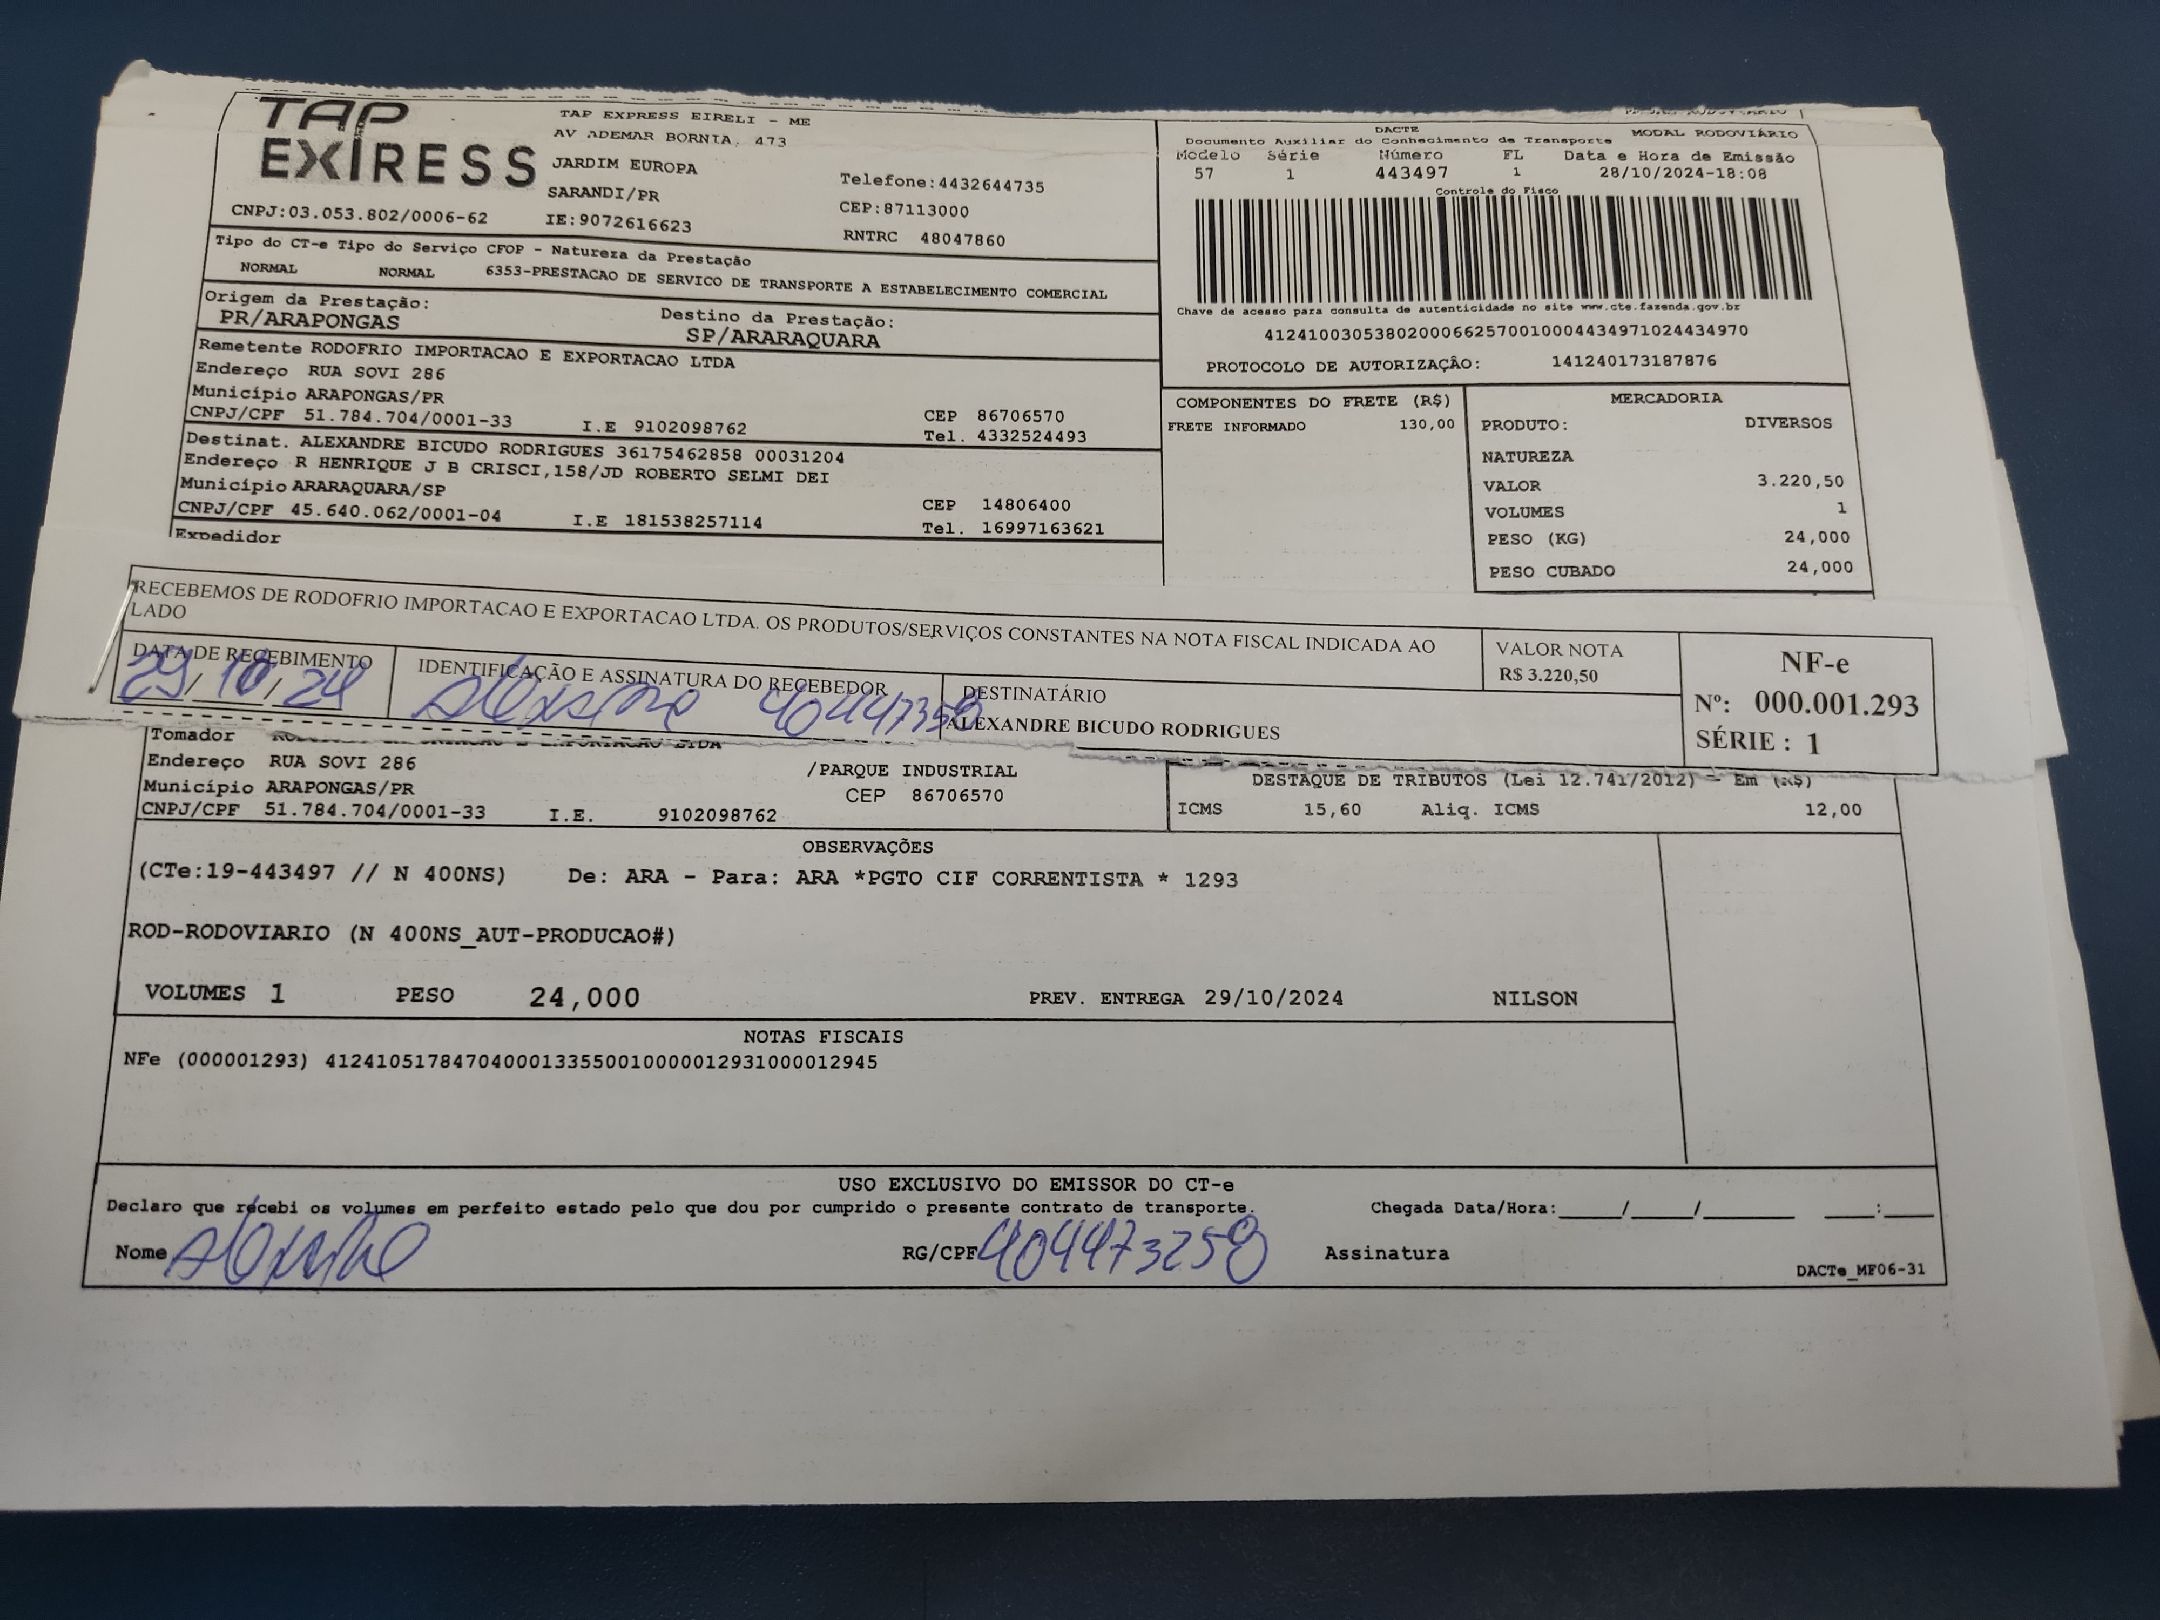 TAP
EXPRESS
TAP EXPRESS EIRELI - ME
AV ADEMAR BORNIA, 473
JARDIM EUROPA
SARANDI/PR
Telefone:4432644735
CEP:87113000
CNPJ:03.053.802/0006-62 IE:9072616623
RNTRC 48047860
DACTE MODAL RODOVIÁRIO
Documento Auxiliar do Conhecimento de Transporte
Modelo Série Número FL Data e Hora de Emissão
57 1 443497 1 28/10/2024-18:08
Controle do Fisco
Chave de acesso para consulta de autenticidade no site www.cte.fazenda.gov.br
41241003053802000662570010004434971024434970
PROTOCOLO DE AUTORIZAÇÂO: 141240173187876
Tipo do CT-e Tipo do Serviço CFOP - Natureza da Prestação
NORMAL NORMAL 6353-PRESTACAO DE SERVICO DE TRANSPORTE A ESTABELECIMENTO COMERCIAL
Origem da Prestação: Destino da Prestação:
PR/ARAPONGAS SP/ARARAQUARA
Remetente RODOFRIO IMPORTACAO E EXPORTACAO LTDA
Endereço RUA SOVI 286
Município ARAPONGAS/PR CEP 86706570
CNPJ/CPF 51.784.704/0001-33 I.E 9102098762 Tel. 4332524493
Destinat. ALEXANDRE BICUDO RODRIGUES 36175462858 00031204
Endereço R HENRIQUE J B CRISCI,158/JD ROBERTO SELMI DEI
Município ARARAQUARA/SP CEP 14806400
CNPJ/CPF 45.640.062/0001-04 I.E 181538257114 Tel. 16997163621
Expedidor
COMPONENTES DO FRETE (R$)
FRETE INFORMADO 130,00
MERCADORIA
PRODUTO: DIVERSOS
NATUREZA
VALOR 3.220,50
VOLUMES 1
PESO (KG) 24,000
PESO CUBADO 24,000
RECEBEMOS DE RODOFRIO IMPORTACAO E EXPORTACAO LTDA. OS PRODUTOS/SERVIÇOS CONSTANTES NA NOTA FISCAL INDICADA AO
LADO
VALOR NOTA
R$ 3.220,50
NF-e
Nº: 000.001.293
SÉRIE : 1
DATA DE RECEBIMENTO
29/10/24
IDENTIFICAÇÃO E ASSINATURA DO RECEBEDOR
DESTINATÁRIO
ALEXANDRE BICUDO RODRIGUES
Tomador
Endereço RUA SOVI 286 /PARQUE INDUSTRIAL
Município ARAPONGAS/PR CEP 86706570
CNPJ/CPF 51.784.704/0001-33 I.E. 9102098762
DESTAQUE DE TRIBUTOS (Lei 12.741/2012) - Em (R$)
ICMS 15,60 Aliq. ICMS 12,00
OBSERVAÇÕES
(CTe:19-443497 // N 400NS) De: ARA - Para: ARA *PGTO CIF CORRENTISTA * 1293
ROD-RODOVIARIO (N 400NS_AUT-PRODUCAO#)
VOLUMES 1 PESO 24,000 PREV. ENTREGA 29/10/2024 NILSON
NOTAS FISCAIS
NFe (000001293) 41241051784704000133550010000012931000012945
USO EXCLUSIVO DO EMISSOR DO CT-e
Declaro que recebi os volumes em perfeito estado pelo que dou por cumprido o presente contrato de transporte. Chegada Data/Hora:_____/_____/_______ ____:____
Nome RG/CPF 404473258 Assinatura
DACTe_MF06-31